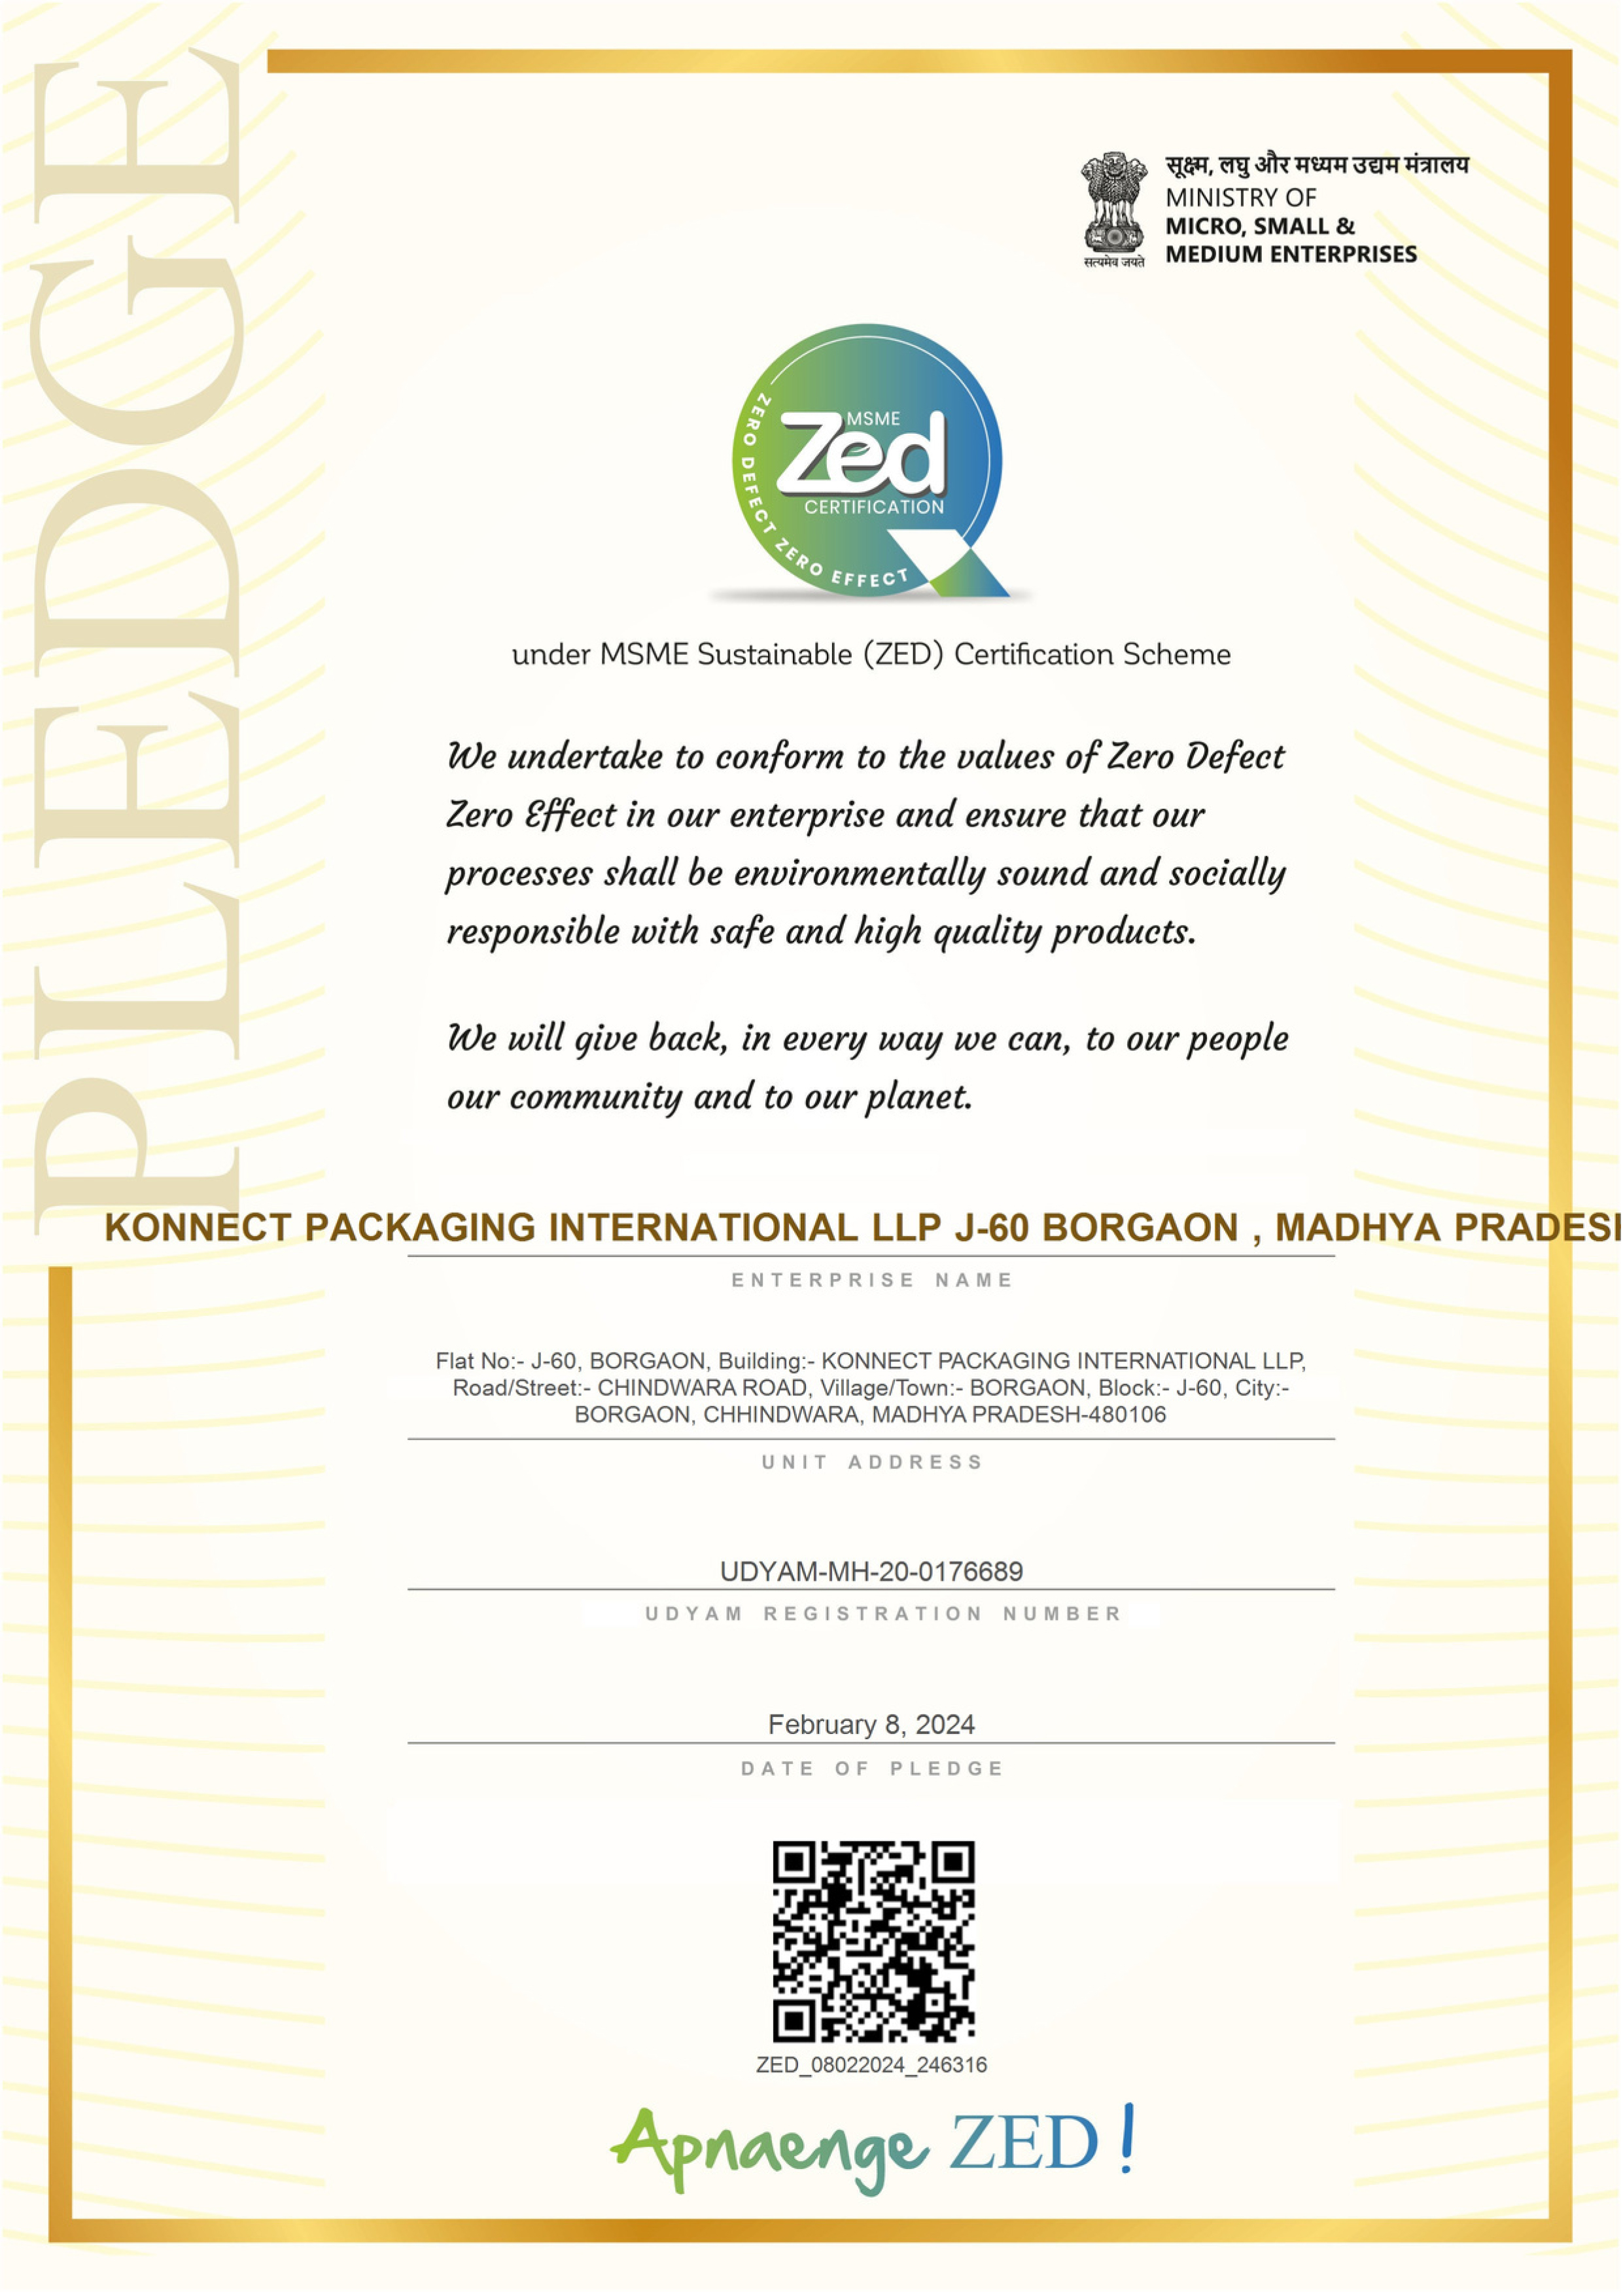 PLEDGE
सूक्ष्म, लघु और मध्यम उद्यम मंत्रालय
MINISTRY OF
MICRO, SMALL &
MEDIUM ENTERPRISES
सत्यमेव जयते
MSME
Zed
CERTIFICATION
ZERO DEFECT ZERO EFFECT
under MSME Sustainable (ZED) Certification Scheme
We undertake to conform to the values of Zero Defect
Zero Effect in our enterprise and ensure that our
processes shall be environmentally sound and socially
responsible with safe and high quality products.
We will give back, in every way we can, to our people
our community and to our planet.
KONNECT PACKAGING INTERNATIONAL LLP J-60 BORGAON , MADHYA PRADESH
ENTERPRISE NAME
Flat No:- J-60, BORGAON, Building:- KONNECT PACKAGING INTERNATIONAL LLP,
Road/Street:- CHINDWARA ROAD, Village/Town:- BORGAON, Block:- J-60, City:-
BORGAON, CHHINDWARA, MADHYA PRADESH-480106
UNIT ADDRESS
UDYAM-MH-20-0176689
UDYAM REGISTRATION NUMBER
February 8, 2024
DATE OF PLEDGE
ZED_08022024_246316
Apnaenge ZED!